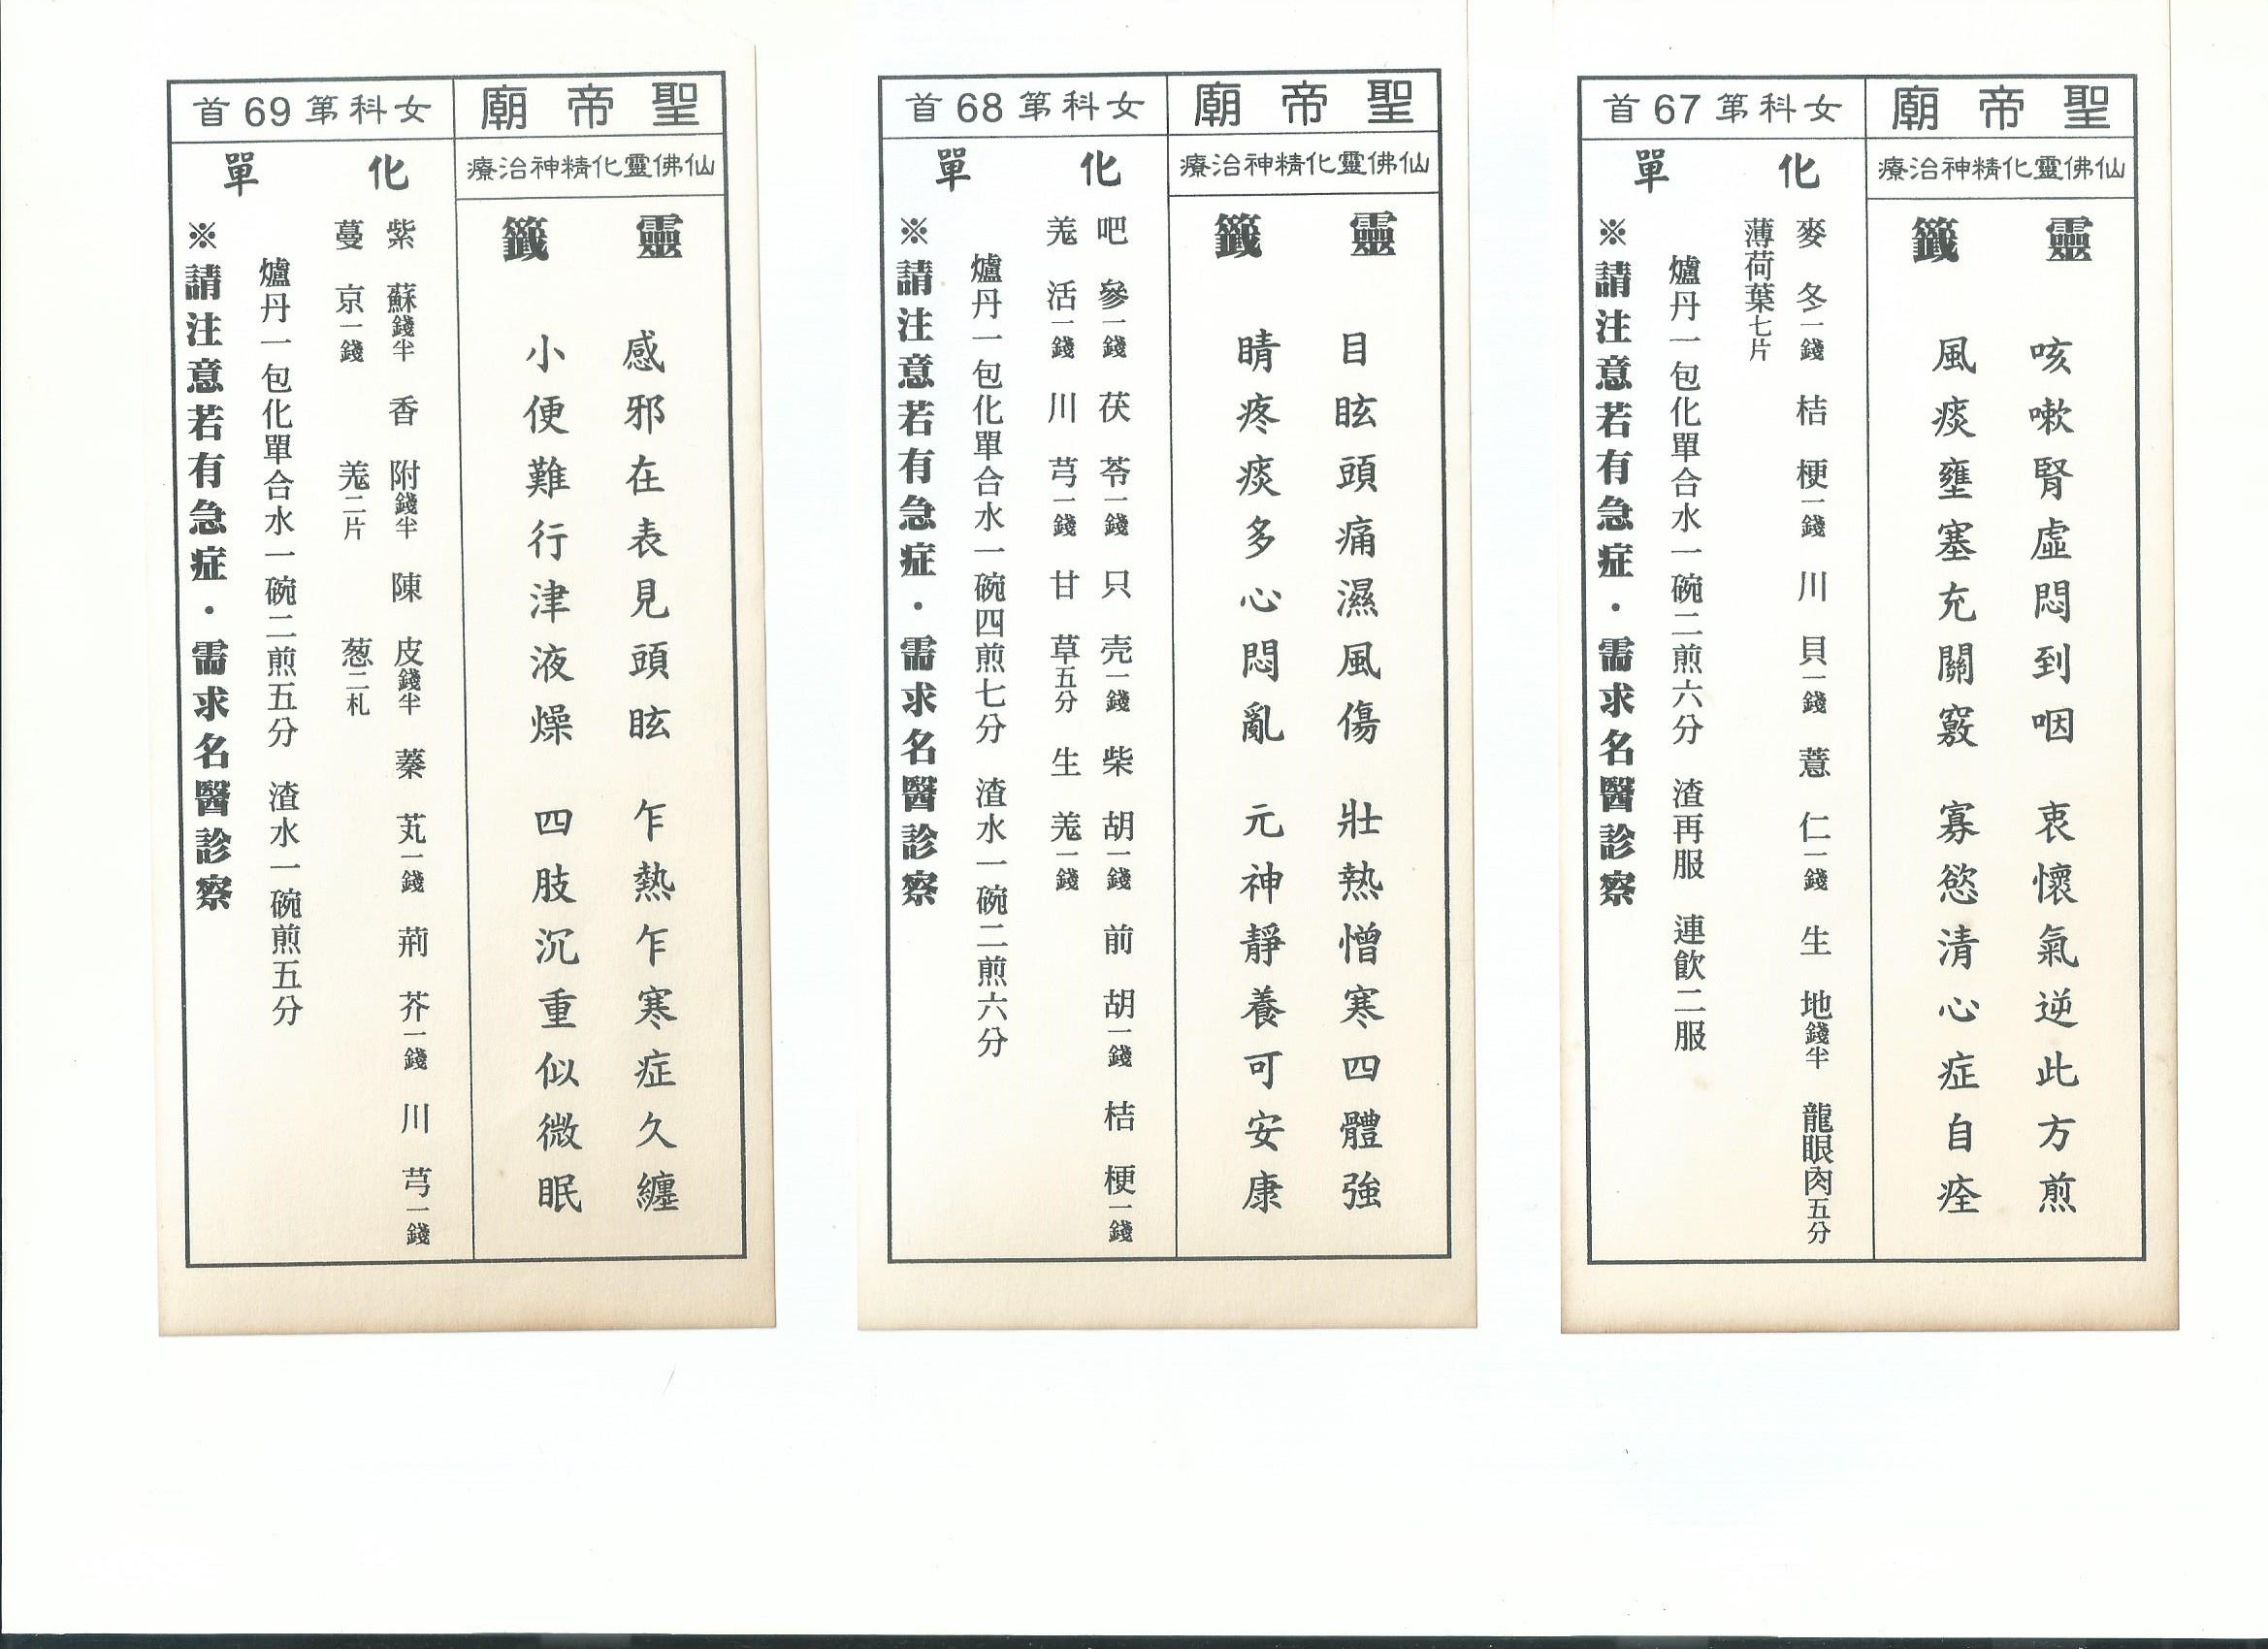 聖帝廟
女科第67首
仙佛靈化精神治療
靈籤
咳嗽腎虛悶到咽 衷懷氣逆此方煎
風痰壅塞充關竅 寡慾清心症自痊
化單
麥冬一錢 桔梗一錢 川貝一錢 薏仁一錢 生地錢半 龍眼肉五分
薄荷葉七片
爐丹一包化單合水一碗二煎六分 渣再服 連飲二服
※請注意若有急症．需求名醫診察
聖帝廟
女科第68首
仙佛靈化精神治療
靈籤
目眩頭痛濕風傷 壯熱憎寒四體強
睛疼痰多心悶亂 元神靜養可安康
化單
吧參一錢 茯苓一錢 只壳一錢 柴胡一錢 前胡一錢 桔梗一錢
羗活一錢 川芎一錢 甘草五分 生羗一錢
爐丹一包化單合水一碗四煎七分 渣水一碗二煎六分
※請注意若有急症．需求名醫診察
聖帝廟
女科第69首
仙佛靈化精神治療
靈籤
感邪在表見頭眩 乍熱乍寒症久纏
小便難行津液燥 四肢沉重似微眠
化單
紫蘇錢半 香附錢半 陳皮錢半 蓁芄一錢 荊芥一錢 川芎一錢
蔓京一錢 羗二片 葱二札
爐丹一包化單合水一碗二煎五分 渣水一碗煎五分
※請注意若有急症．需求名醫診察